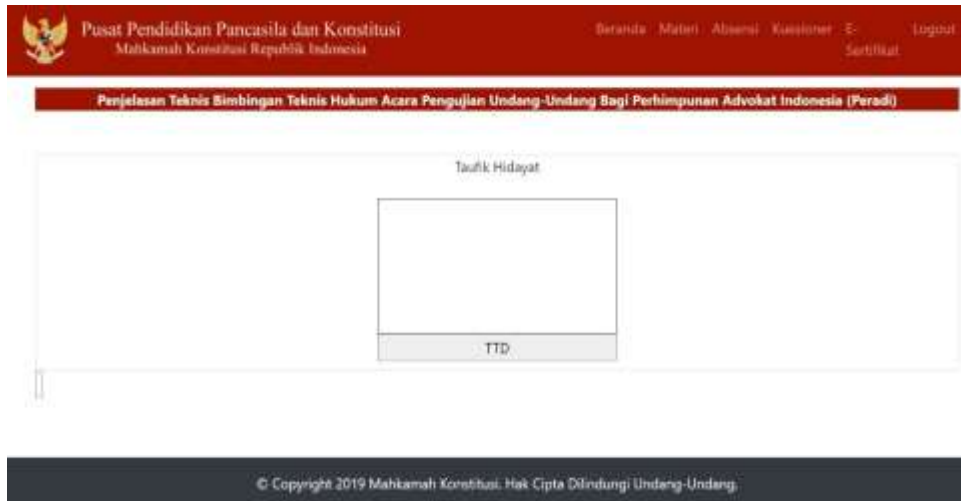 Pusat Pendidikan Pancasila dan Konstitusi
Mahkamah Konstitusi Republik Indonesia
Beranda Materi Absensi Kuesioner E-Sertifikat Logout
Penjelasan Teknis Bimbingan Teknis Hukum Acara Pengujian Undang-Undang Bagi Perhimpunan Advokat Indonesia (Peradi)
Taufik Hidayat
TTD
© Copyright 2019 Mahkamah Konstitusi. Hak Cipta Dilindungi Undang-Undang.